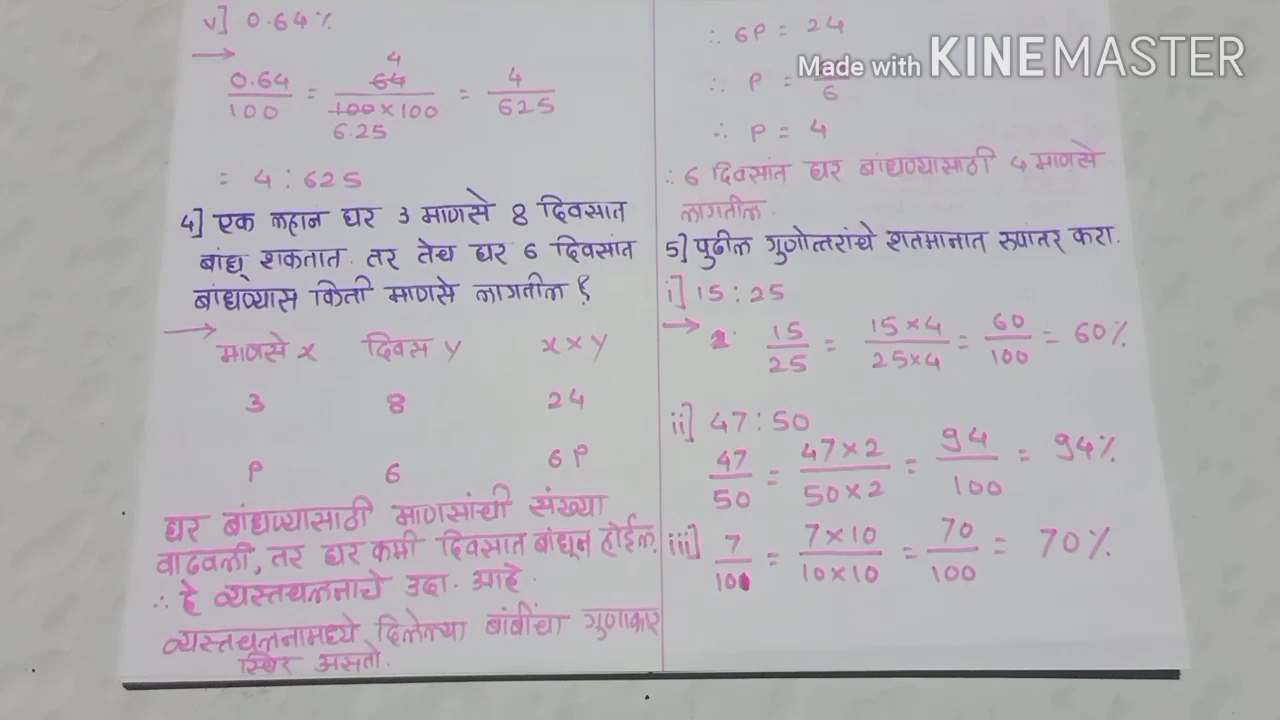 v] 0.64%
→ 0.64/100 = 64/100×100 = 4/625
4
6.25
= 4 : 625
4] एक लहान घर 3 माणसे 8 दिवसात
बांधू शकतात. तर तेच घर 6 दिवसांत
बांधण्यास किती माणसे लागतील ?
→ माणसे x दिवस y x × y
3 8 24
P 6 6P
घर बांधण्यासाठी माणसांची संख्या
वाढवली, तर घर कमी दिवसात बांधून होईल.
∴ हे व्यस्तचलनाचे उदा. आहे.
व्यस्तचलनामध्ये दिलेल्या बाबींचा गुणाकार
स्थिर असतो.
∴ 6P = 24
Made with KINEMASTER
∴ P = /6
∴ P = 4
∴ 6 दिवसांत घर बांधण्यासाठी 4 माणसे
लागतील.
5] पुढील गुणोत्तरांचे शतमानात रूपांतर करा.
i] 15 : 25
→ 15/25 = 15×4/25×4 = 60/100 = 60%
ii] 47 : 50
47/50 = 47×2/50×2 = 94/100 = 94%
iii] 7/10 = 7×10/10×10 = 70/100 = 70%